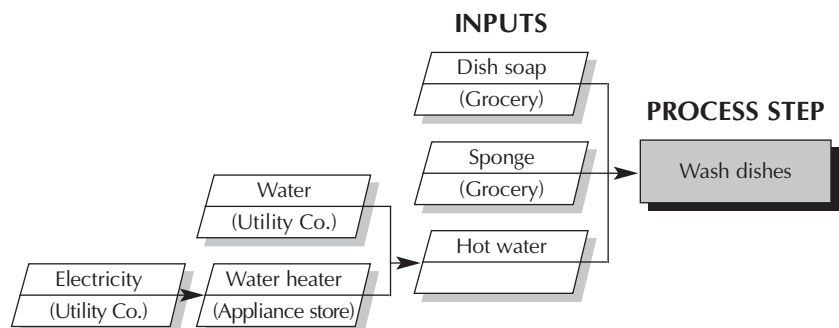 INPUTS
Dish soap
(Grocery)
PROCESS STEP
Sponge
(Grocery)
Wash dishes
Water
(Utility Co.)
Hot water
Electricity
(Utility Co.)
Water heater
(Appliance store)